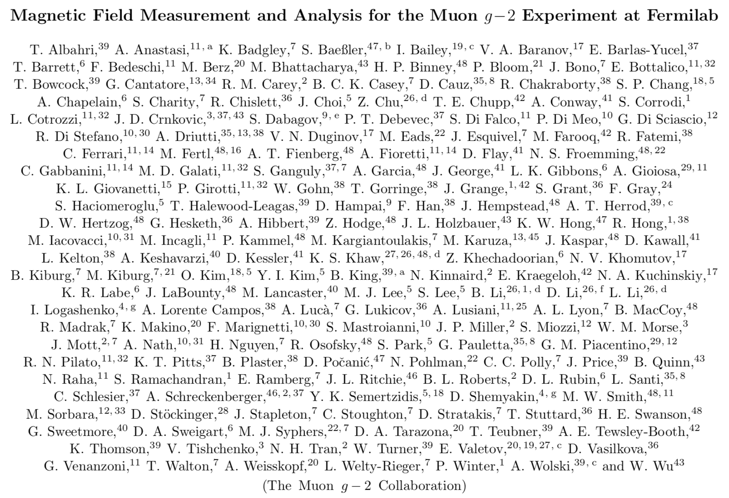 Magnetic Field Measurement and Analysis for the Muon g−2 Experiment at Fermilab
T. Albahri,39 A. Anastasi,11, a K. Badgley,7 S. Baeßler,47, b I. Bailey,19, c V. A. Baranov,17 E. Barlas-Yucel,37
T. Barrett,6 F. Bedeschi,11 M. Berz,20 M. Bhattacharya,43 H. P. Binney,48 P. Bloom,21 J. Bono,7 E. Bottalico,11, 32
T. Bowcock,39 G. Cantatore,13, 34 R. M. Carey,2 B. C. K. Casey,7 D. Cauz,35, 8 R. Chakraborty,38 S. P. Chang,18, 5
A. Chapelain,6 S. Charity,7 R. Chislett,36 J. Choi,5 Z. Chu,26, d T. E. Chupp,42 A. Conway,41 S. Corrodi,1
L. Cotrozzi,11, 32 J. D. Crnkovic,3, 37, 43 S. Dabagov,9, e P. T. Debevec,37 S. Di Falco,11 P. Di Meo,10 G. Di Sciascio,12
R. Di Stefano,10, 30 A. Driutti,35, 13, 38 V. N. Duginov,17 M. Eads,22 J. Esquivel,7 M. Farooq,42 R. Fatemi,38
C. Ferrari,11, 14 M. Fertl,48, 16 A. T. Fienberg,48 A. Fioretti,11, 14 D. Flay,41 N. S. Froemming,48, 22
C. Gabbanini,11, 14 M. D. Galati,11, 32 S. Ganguly,37, 7 A. Garcia,48 J. George,41 L. K. Gibbons,6 A. Gioiosa,29, 11
K. L. Giovanetti,15 P. Girotti,11, 32 W. Gohn,38 T. Gorringe,38 J. Grange,1, 42 S. Grant,36 F. Gray,24
S. Haciomeroglu,5 T. Halewood-Leagas,39 D. Hampai,9 F. Han,38 J. Hempstead,48 A. T. Herrod,39, c
D. W. Hertzog,48 G. Hesketh,36 A. Hibbert,39 Z. Hodge,48 J. L. Holzbauer,43 K. W. Hong,47 R. Hong,1, 38
M. Iacovacci,10, 31 M. Incagli,11 P. Kammel,48 M. Kargiantoulakis,7 M. Karuza,13, 45 J. Kaspar,48 D. Kawall,41
L. Kelton,38 A. Keshavarzi,40 D. Kessler,41 K. S. Khaw,27, 26, 48, d Z. Khechadoorian,6 N. V. Khomutov,17
B. Kiburg,7 M. Kiburg,7, 21 O. Kim,18, 5 Y. I. Kim,5 B. King,39, a N. Kinnaird,2 E. Kraegeloh,42 N. A. Kuchinskiy,17
K. R. Labe,6 J. LaBounty,48 M. Lancaster,40 M. J. Lee,5 S. Lee,5 B. Li,26, 1, d D. Li,26, f L. Li,26, d
I. Logashenko,4, g A. Lorente Campos,38 A. Lucà,7 G. Lukicov,36 A. Lusiani,11, 25 A. L. Lyon,7 B. MacCoy,48
R. Madrak,7 K. Makino,20 F. Marignetti,10, 30 S. Mastroianni,10 J. P. Miller,2 S. Miozzi,12 W. M. Morse,3
J. Mott,2, 7 A. Nath,10, 31 H. Nguyen,7 R. Osofsky,48 S. Park,5 G. Pauletta,35, 8 G. M. Piacentino,29, 12
R. N. Pilato,11, 32 K. T. Pitts,37 B. Plaster,38 D. Počanić,47 N. Pohlman,22 C. C. Polly,7 J. Price,39 B. Quinn,43
N. Raha,11 S. Ramachandran,1 E. Ramberg,7 J. L. Ritchie,46 B. L. Roberts,2 D. L. Rubin,6 L. Santi,35, 8
C. Schlesier,37 A. Schreckenberger,46, 2, 37 Y. K. Semertzidis,5, 18 D. Shemyakin,4, g M. W. Smith,48, 11
M. Sorbara,12, 33 D. Stöckinger,28 J. Stapleton,7 C. Stoughton,7 D. Stratakis,7 T. Stuttard,36 H. E. Swanson,48
G. Sweetmore,40 D. A. Sweigart,6 M. J. Syphers,22, 7 D. A. Tarazona,20 T. Teubner,39 A. E. Tewsley-Booth,42
K. Thomson,39 V. Tishchenko,3 N. H. Tran,2 W. Turner,39 E. Valetov,20, 19, 27, c D. Vasilkova,36
G. Venanzoni,11 T. Walton,7 A. Weisskopf,20 L. Welty-Rieger,7 P. Winter,1 A. Wolski,39, c and W. Wu43
(The Muon g−2 Collaboration)